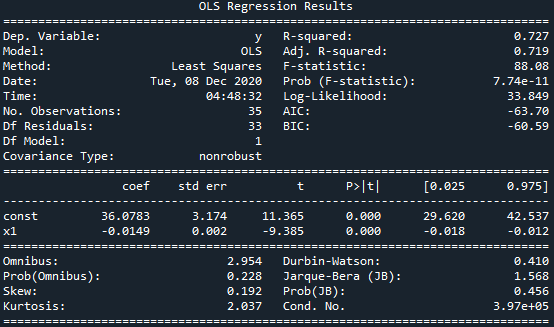 OLS Regression Results
==============================================================================
Dep. Variable:                      y   R-squared:                       0.727
Model:                            OLS   Adj. R-squared:                  0.719
Method:                 Least Squares   F-statistic:                     88.08
Date:                Tue, 08 Dec 2020   Prob (F-statistic):           7.74e-11
Time:                        04:48:32   Log-Likelihood:                 33.849
No. Observations:                  35   AIC:                            -63.70
Df Residuals:                      33   BIC:                            -60.59
Df Model:                           1
Covariance Type:            nonrobust
==============================================================================
                 coef    std err          t      P>|t|      [0.025      0.975]
------------------------------------------------------------------------------
const         36.0783      3.174     11.365      0.000      29.620      42.537
x1            -0.0149      0.002     -9.385      0.000      -0.018      -0.012
==============================================================================
Omnibus:                        2.954   Durbin-Watson:                   0.410
Prob(Omnibus):                  0.228   Jarque-Bera (JB):                1.568
Skew:                           0.192   Prob(JB):                        0.456
Kurtosis:                       2.037   Cond. No.                     3.97e+05
==============================================================================